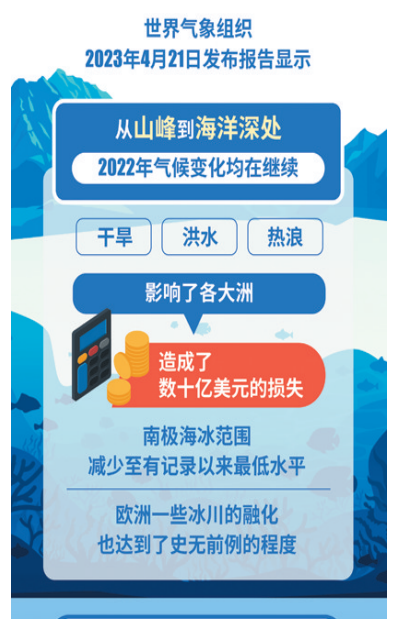 世界气象组织
2023年4月21日发布报告显示
从山峰到海洋深处
2022年气候变化均在继续
干旱 洪水 热浪
影响了各大洲
造成了
数十亿美元的损失
南极海冰范围
减少至有记录以来最低水平
欧洲一些冰川的融化
也达到了史无前例的程度